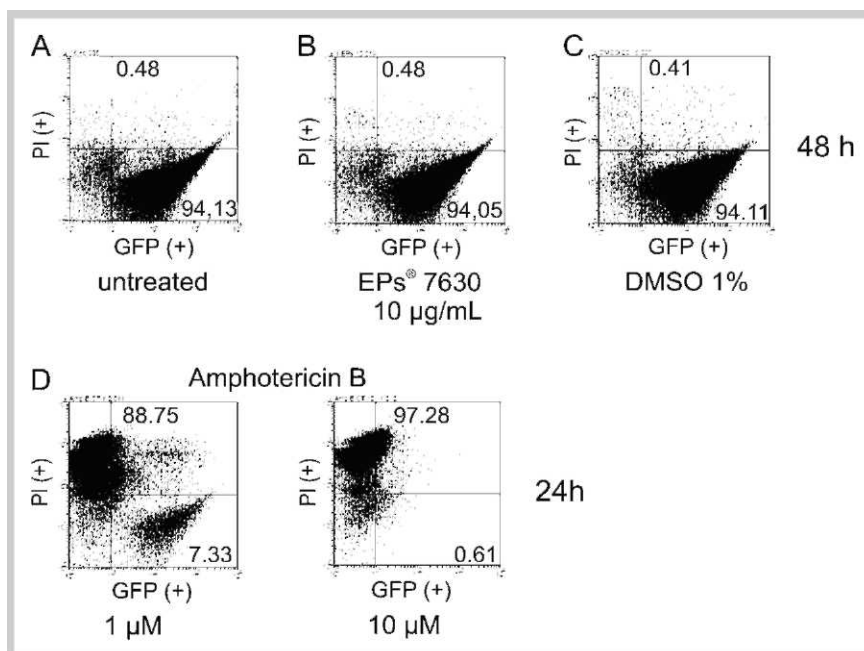 A
B
C
0.48
0.48
0.41
PI (+)
PI (+)
PI (+)
48 h
94,13
94,05
94.11
GFP (+)
GFP (+)
GFP (+)
untreated
EPs® 7630
10 µg/mL
DMSO 1%
D
Amphotericin B
88.75
97.28
PI (+)
PI (+)
24h
7.33
0.61
GFP (+)
GFP (+)
1 µM
10 µM